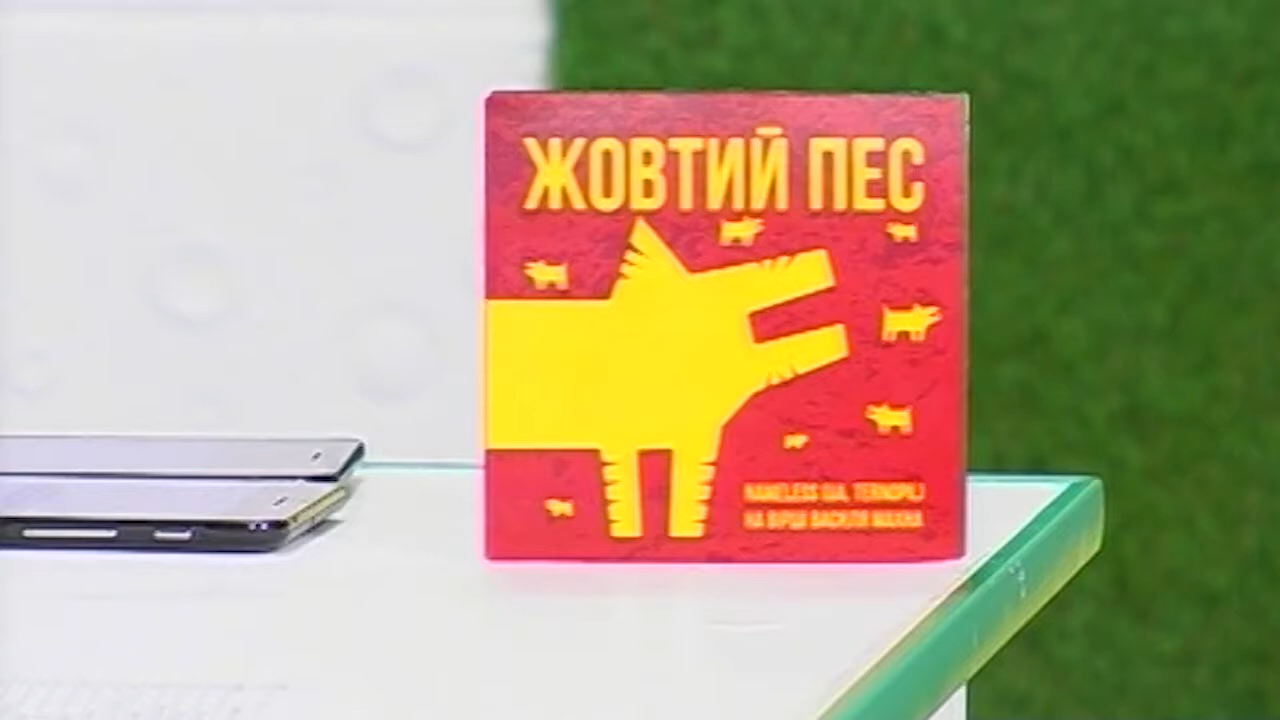 ЖОВТИЙ ПЕС
NAMELESS (UA, TERNOPIL)
НА ВІРШІ ВАСИЛЯ МАХНА